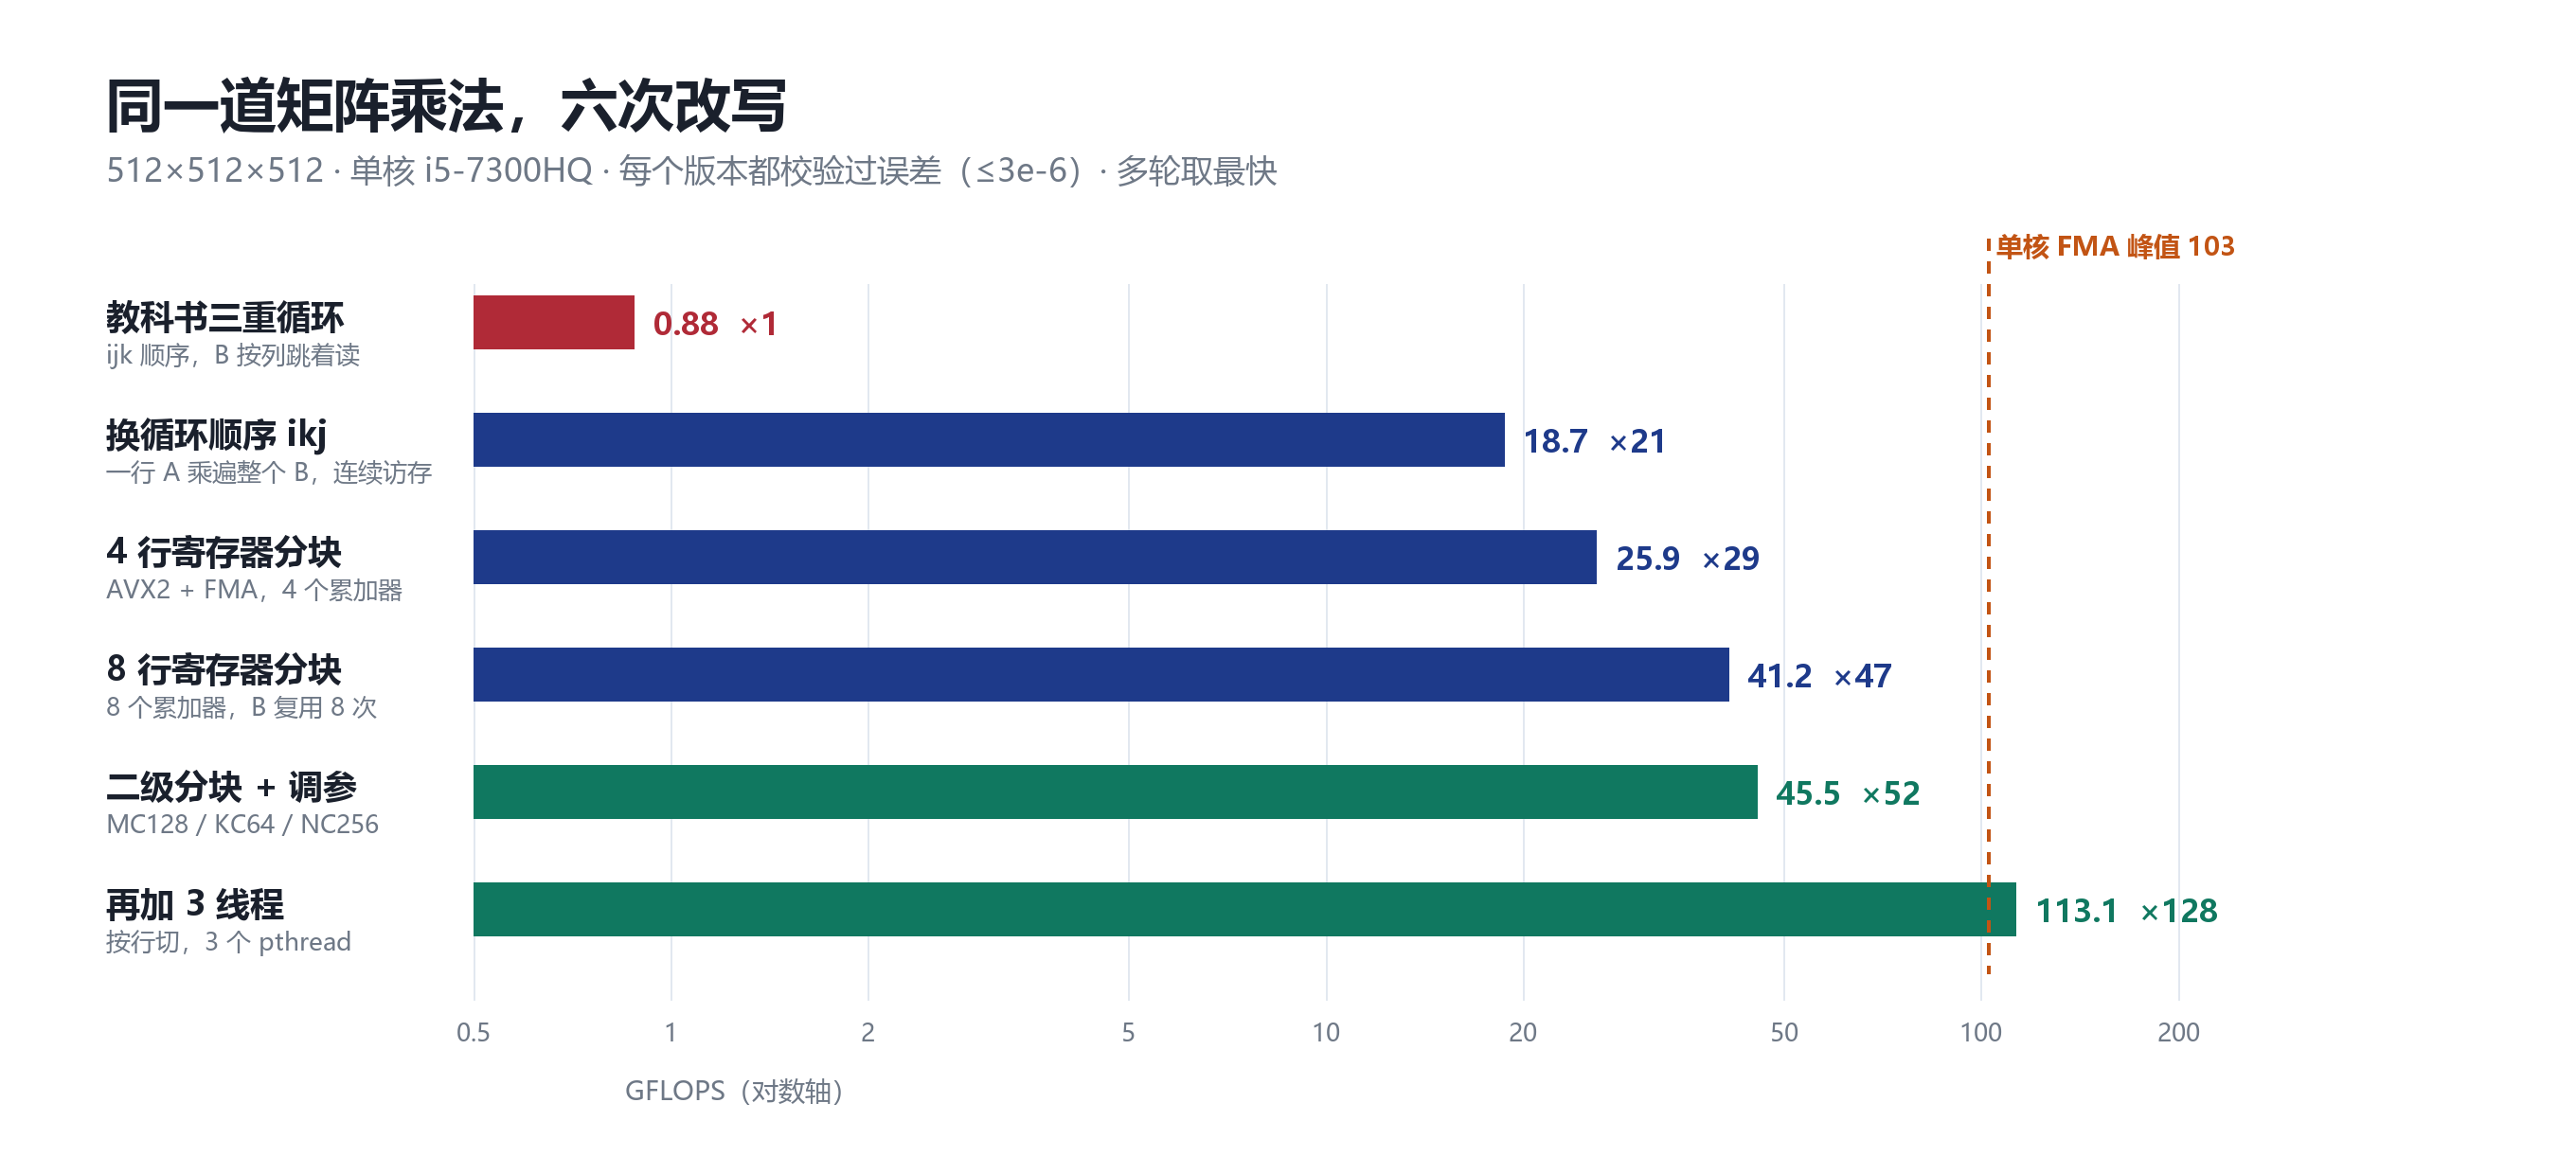 同一道矩阵乘法，六次改写
512×512×512 · 单核 i5-7300HQ · 每个版本都校验过误差（≤3e-6）· 多轮取最快
单核 FMA 峰值 103
教科书三重循环
ijk 顺序，B 按列跳着读
0.88 ×1
换循环顺序 ikj
一行 A 乘遍整个 B，连续访存
18.7 ×21
4 行寄存器分块
AVX2 + FMA，4 个累加器
25.9 ×29
8 行寄存器分块
8 个累加器，B 复用 8 次
41.2 ×47
二级分块 + 调参
MC128 / KC64 / NC256
45.5 ×52
再加 3 线程
按行切，3 个 pthread
113.1 ×128
0.5 1 2 5 10 20 50 100 200
GFLOPS（对数轴）